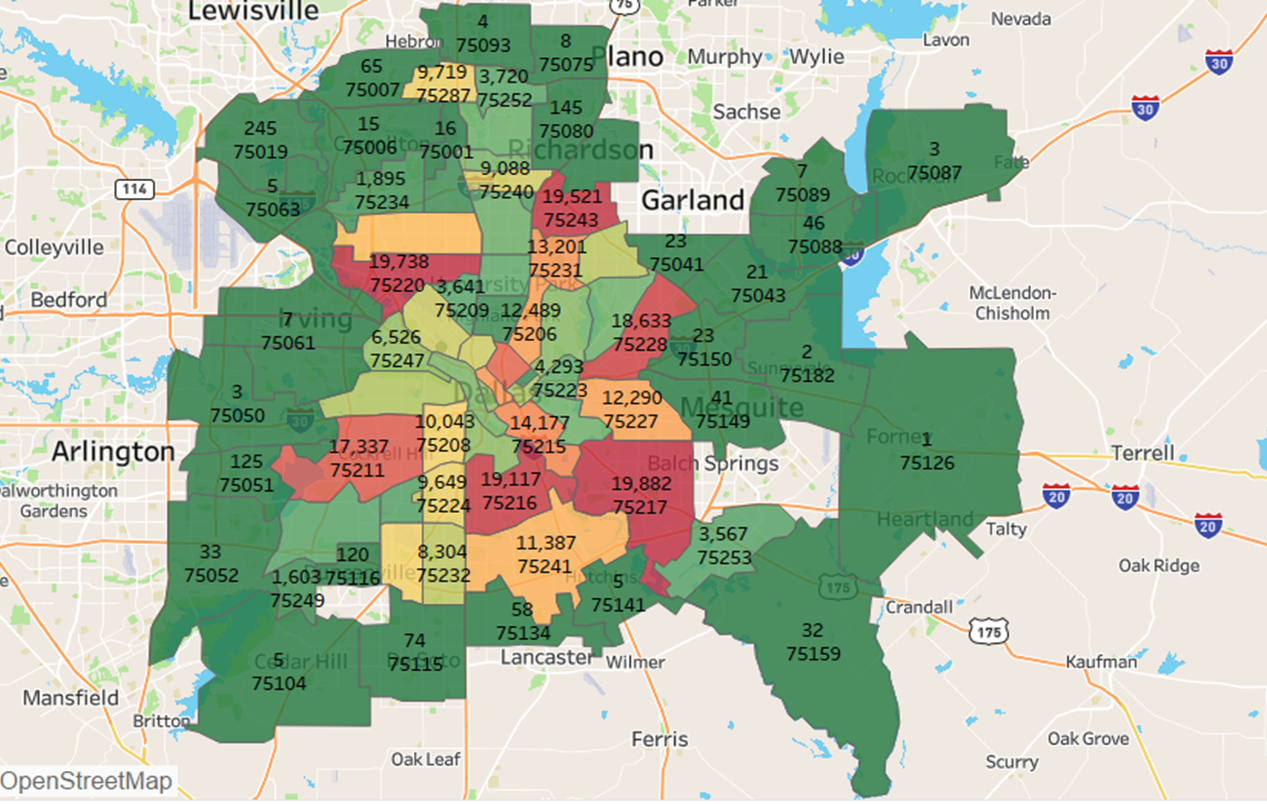 Lewisville
Parker
75
Nevada
4
75093
Hebron
8
75075
Plano
Murphy
Wylie
Lavon
30
65
75007
9,719
75287
3,720
75252
30
145
75080
Sachse
245
75019
15
75006
16
75001
Carrollton
Richardson
3
75087
Rockwall
Fate
114
5
75063
1,895
75234
9,088
75240
19,521
75243
Garland
7
75089
46
75088
30
Colleyville
13,201
75231
23
75041
19,738
75220
University Park
3,641
75209
21
75043
Bedford
McLendon-
Chisholm
Irving
7
75061
12,489
75206
18,633
75228
6,526
75247
23
75150
2
75182
Sunnyvale
4,293
75223
3
75050
30
Dallas
12,290
75227
41
75149
Mesquite
10,043
75208
14,177
75215
Arlington
17,337
75211
Cockrell Hill
Forney
1
75126
Terrell
125
75051
Balch Springs
Dalworthington
Gardens
9,649
75224
19,117
75216
19,882
75217
20
20
20
Heartland
Talty
33
75052
120
75116
8,304
75232
11,387
75241
3,567
75253
Oak Ridge
1,603
75249
Hutchins
5
75141
175
Crandall
175
58
75134
74
75115
DeSoto
32
75159
5
75104
Cedar Hill
Lancaster
Wilmer
Kaufman
Mansfield
Britton
Ferris
Oak Grove
Oak Leaf
Scurry
OpenStreetMap